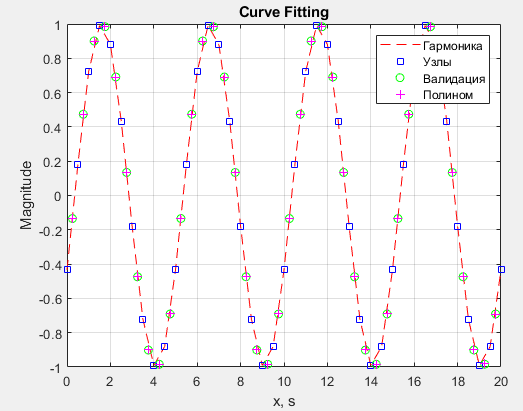 Curve Fitting
1
0.8
0.6
0.4
0.2
0
-0.2
-0.4
-0.6
-0.8
-1
Magnitude
Гармоника
Узлы
Валидация
Полином
0 2 4 6 8 10 12 14 16 18 20
x, s